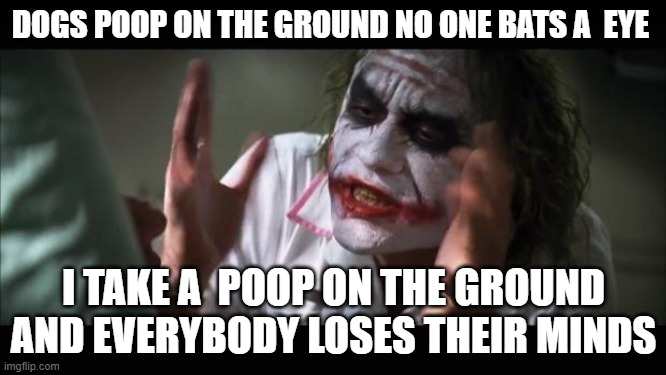 DOGS POOP ON THE GROUND NO ONE BATS A EYE
I TAKE A POOP ON THE GROUND
AND EVERYBODY LOSES THEIR MINDS
imgflip.com